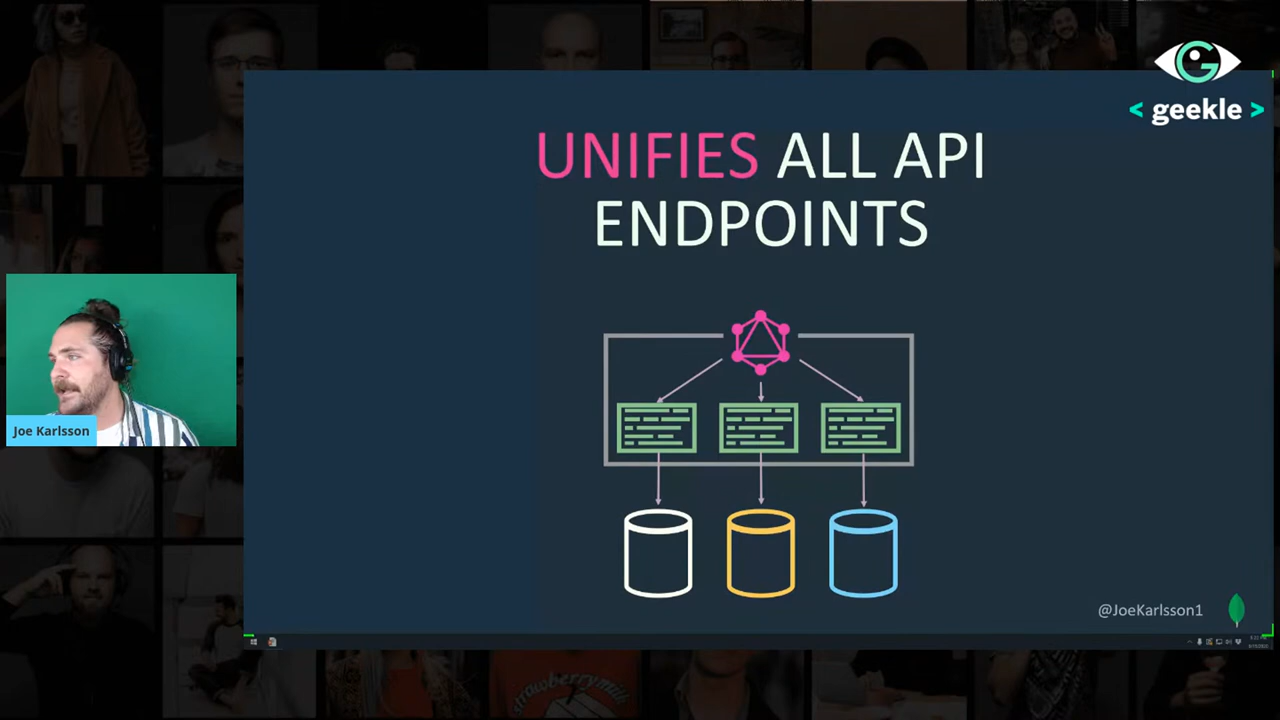 < geekle >
UNIFIES ALL API
ENDPOINTS
Joe Karlsson
@JoeKarlsson1